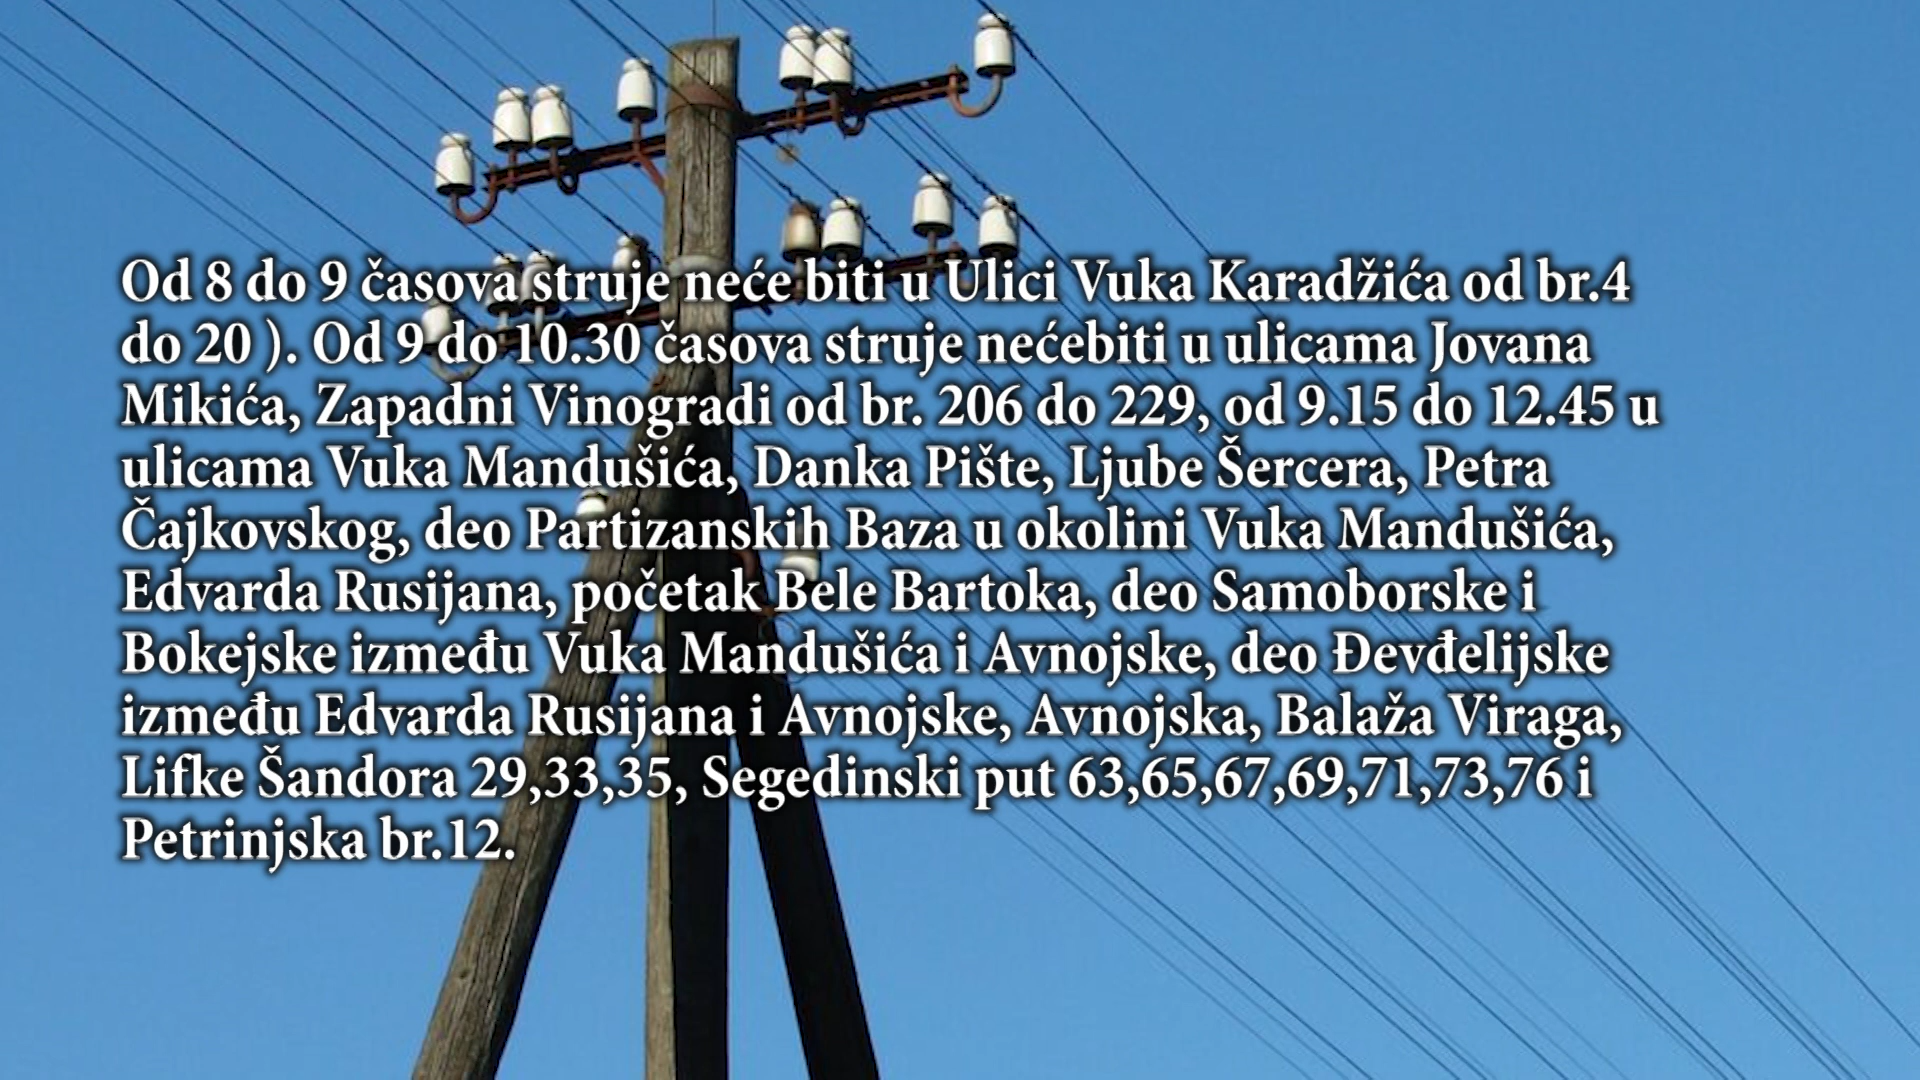 Od 8 do 9 časova struje neće biti u Ulici Vuka Karadžića od br.4
do 20 ). Od 9 do 10.30 časova struje nećebiti u ulicama Jovana
Mikića, Zapadni Vinogradi od br. 206 do 229, od 9.15 do 12.45 u
ulicama Vuka Mandušića, Danka Pište, Ljube Šercera, Petra
Čajkovskog, deo Partizanskih Baza u okolini Vuka Mandušića,
Edvarda Rusijana, početak Bele Bartoka, deo Samoborske i
Bokejske između Vuka Mandušića i Avnojske, deo Đevđelijske
između Edvarda Rusijana i Avnojske, Avnojska, Balaža Viraga,
Lifke Šandora 29,33,35, Segedinski put 63,65,67,69,71,73,76 i
Petrinjska br.12.